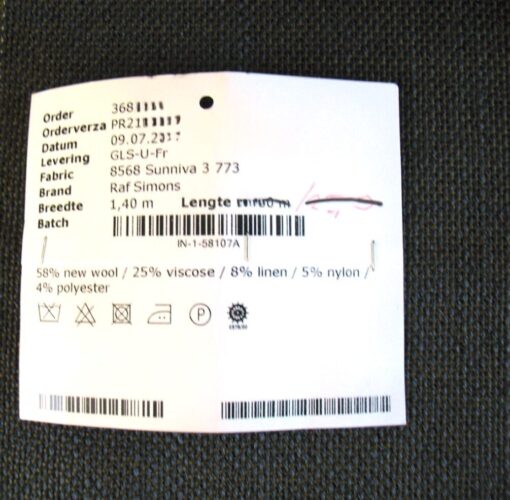 Order 368
Orderverza PR21
Datum 09.07.
Levering GLS-U-Fr
Fabric 8568 Sunniva 3 773
Brand Raf Simons
Breedte 1,40 m Lengte
Batch
IN-1-58107A
58% new wool / 25% viscose / 8% linen / 5% nylon /
4% polyester
P